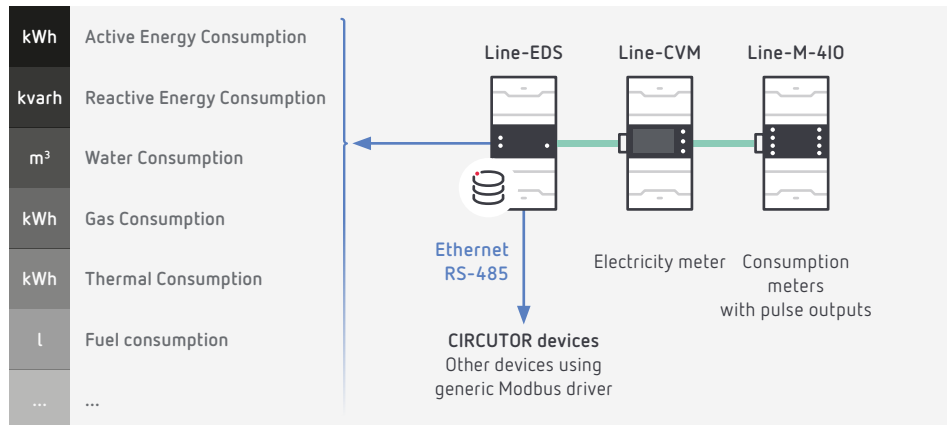 kWh Active Energy Consumption
kvarh Reactive Energy Consumption
m³ Water Consumption
kWh Gas Consumption
kWh Thermal Consumption
l Fuel consumption
... ...
Line-EDS
Line-CVM
Line-M-4IO
Ethernet
RS-485
Electricity meter
Consumption
meters
with pulse outputs
CIRCUTOR devices
Other devices using
generic Modbus driver